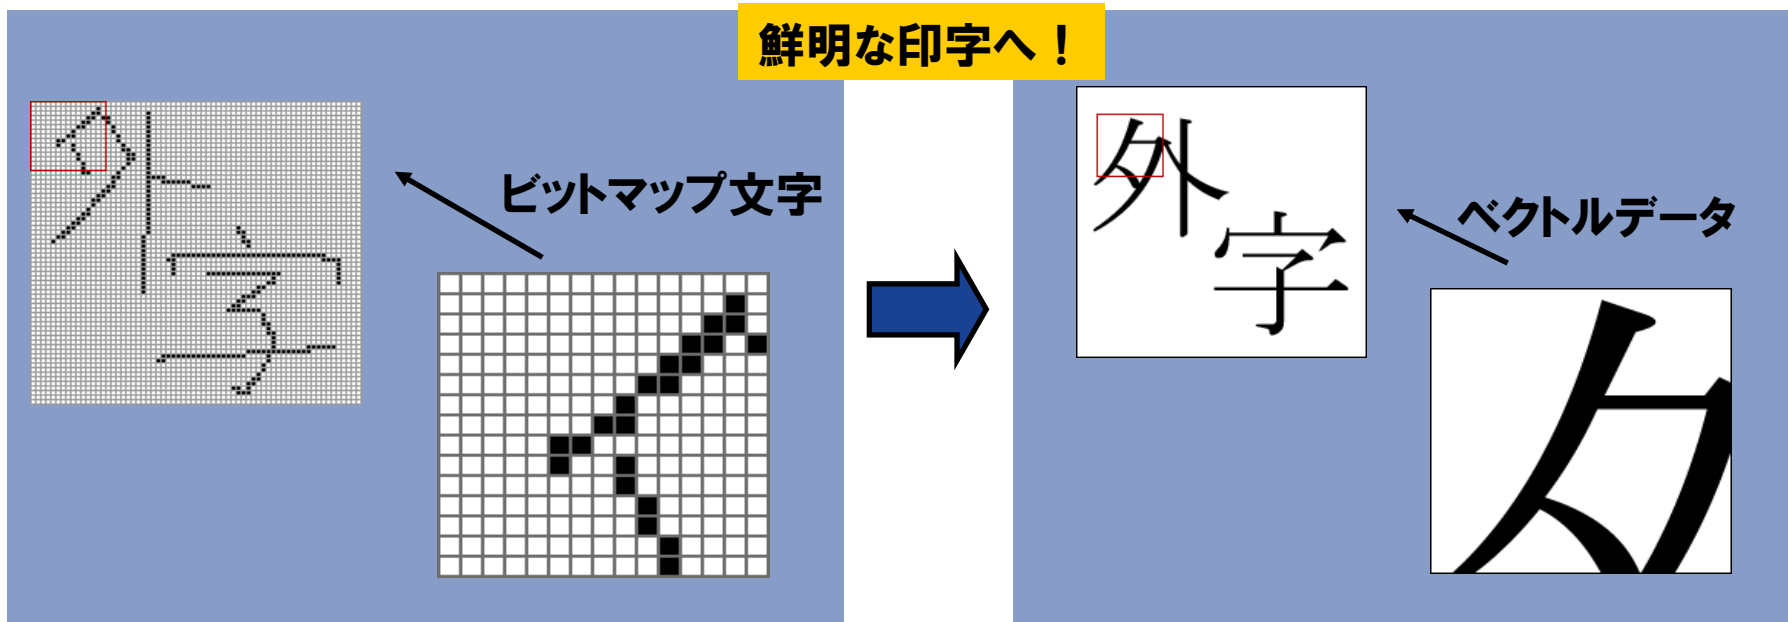 鮮明な印字へ！
外字
ビットマップ文字
外字
ベクトルデータ